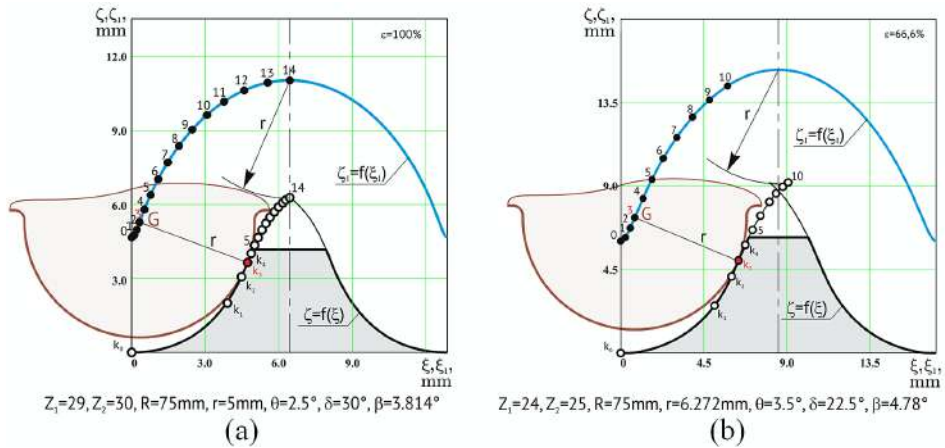 ζ,ζ₁,
mm
ε=100%
12.0
9.0
6.0
3.0
0
0
3.0
6.0
9.0
ξ,ξ₁,
mm
2
3
4
5
6
7
8
9
10
11
12
13
14
G
r
r
14
5
k₄
k₃
k₂
k₁
k₀
ζ₁=f(ξ₁)
ζ=f(ξ)
Z₁=29, Z₂=30, R=75mm, r=5mm, θ=2.5°, δ=30°, β=3.814°
(a)
ζ,ζ₁,
mm
ε=66,6%
13.5
9.0
4.5
0
0
4.5
9.0
13.5
ξ,ξ₁,
mm
1
2
3
4
5
6
7
8
9
10
G
r
r
10
5
k₄
k₃
k₂
k₁
k₀
ζ₁=f(ξ₁)
ζ=f(ξ)
Z₁=24, Z₂=25, R=75mm, r=6.272mm, θ=3.5°, δ=22.5°, β=4.78°
(b)